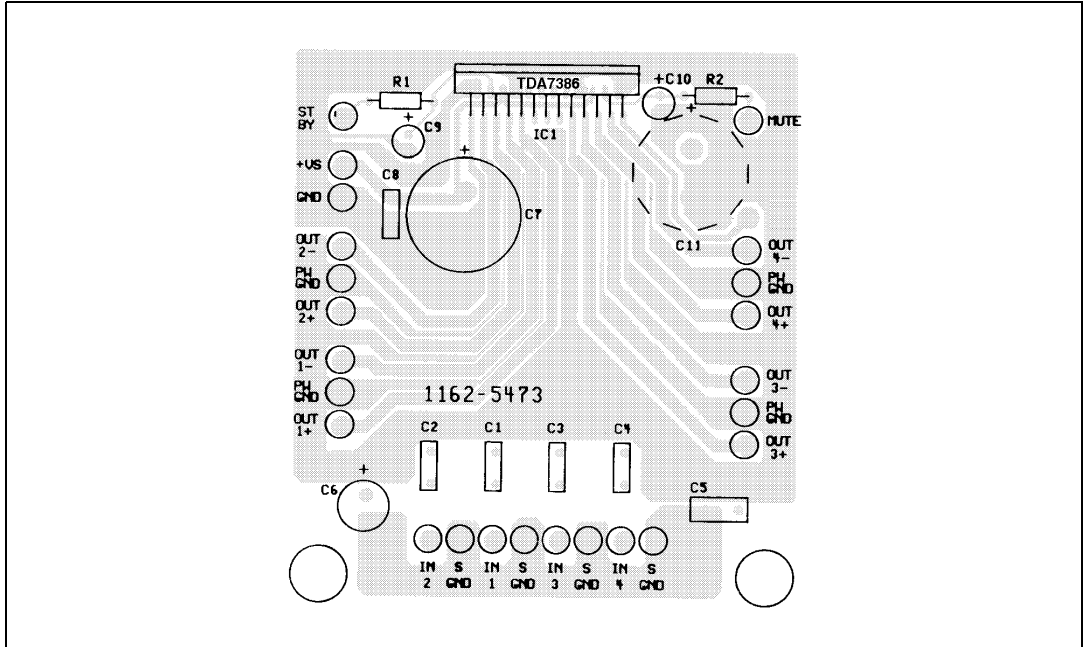 TDA7386
R1
+C10
R2
ST
BY
+
C9
IC1
+
MUTE
+VS
C8
+
GND
C7
C11
OUT
2-
PW
GND
OUT
2+
OUT
4-
PW
GND
OUT
4+
OUT
1-
PW
GND
OUT
1+
1162-5473
OUT
3-
PW
GND
OUT
3+
C2
C1
C3
C4
+
C6
C5
IN
2
S
GND
IN
1
S
GND
IN
3
S
GND
IN
4
S
GND